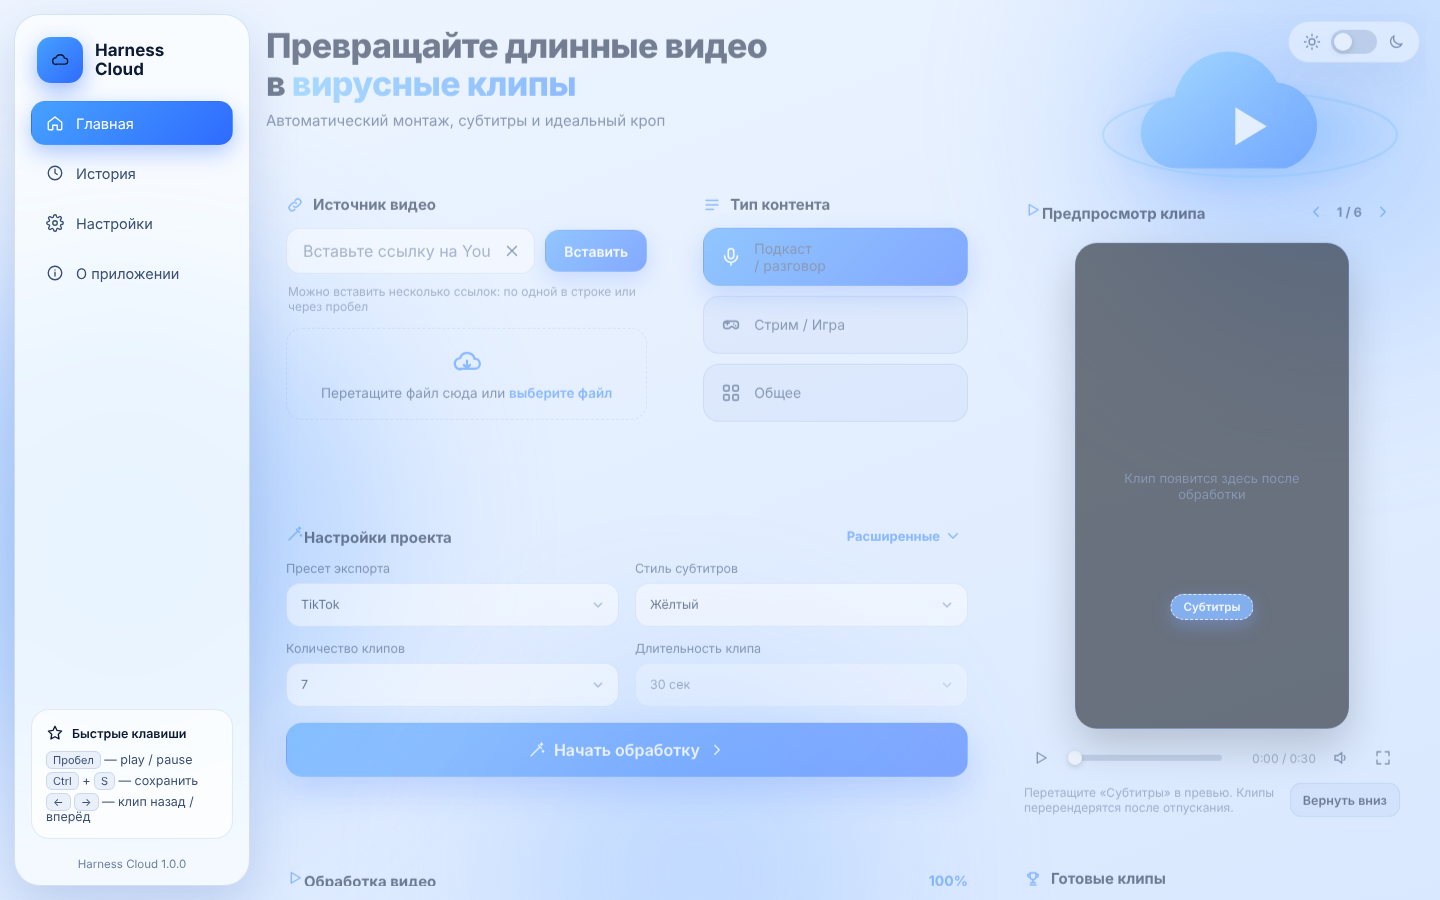 Harness
Cloud
Главная
История
Настройки
О приложении
Быстрые клавиши
Пробел — play / pause
Ctrl + S — сохранить
← → — клип назад /
вперёд
Harness Cloud 1.0.0
Превращайте длинные видео
в вирусные клипы
Автоматический монтаж, субтитры и идеальный кроп
Источник видео
Вставьте ссылку на You
Вставить
Можно вставить несколько ссылок: по одной в строке или
через пробел
Перетащите файл сюда или выберите файл
Тип контента
Подкаст
/ разговор
Стрим / Игра
Общее
Настройки проекта
Расширенные
Пресет экспорта
Стиль субтитров
TikTok
Жёлтый
Количество клипов
Длительность клипа
7
30 сек
Начать обработку
Обработка видео
100%
Предпросмотр клипа
1 / 6
Клип появится здесь после
обработки
Субтитры
0:00 / 0:30
Перетащите «Субтитры» в превью. Клипы
перерендерятся после отпускания.
Вернуть вниз
Готовые клипы